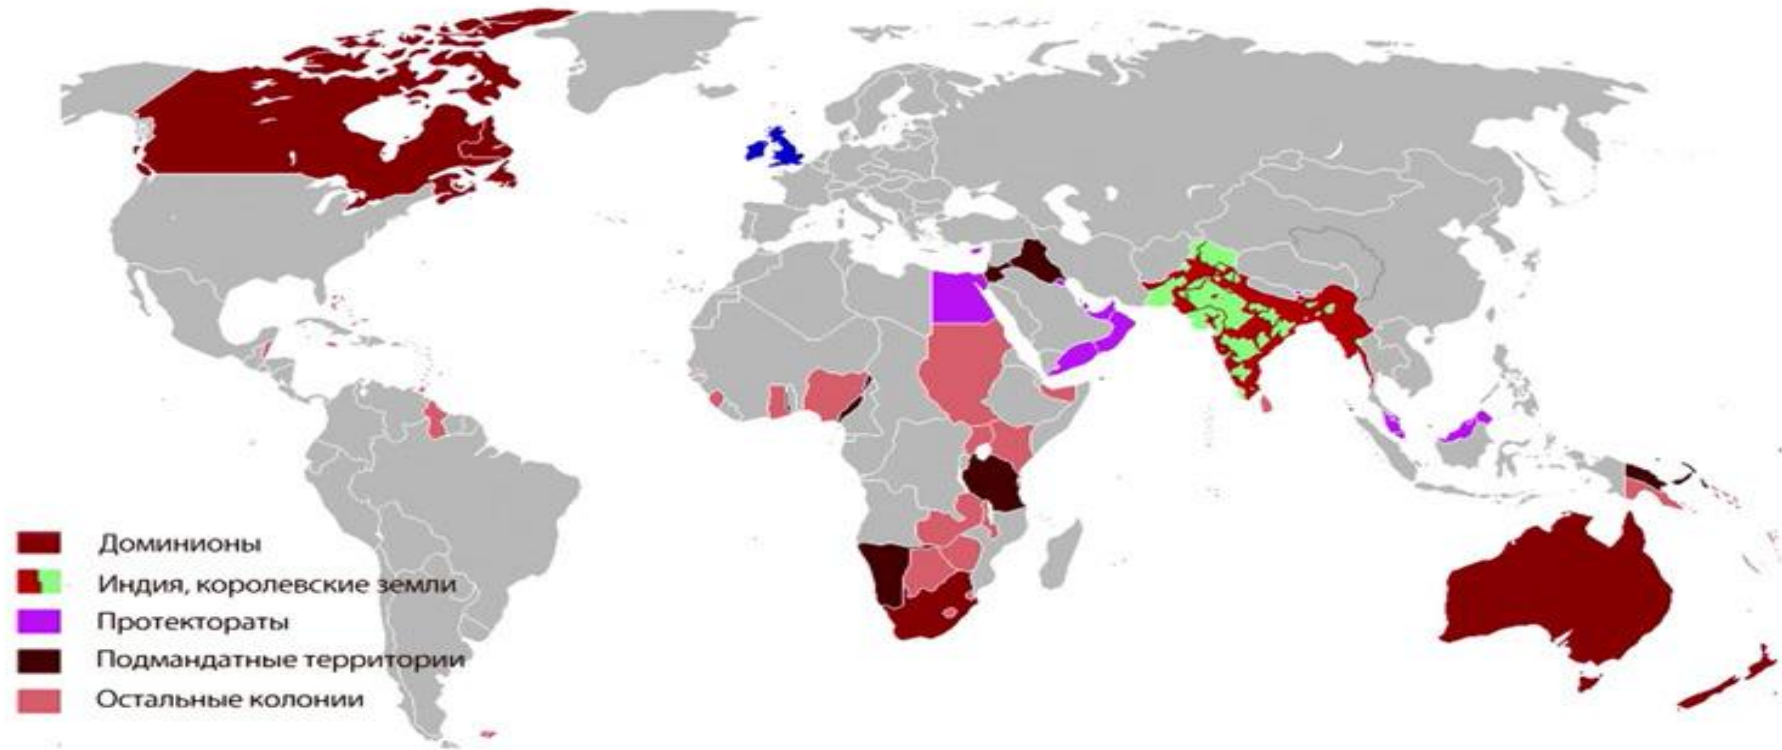 Доминионы
Индия, королевские земли
Протектораты
Подмандатные территории
Остальные колонии